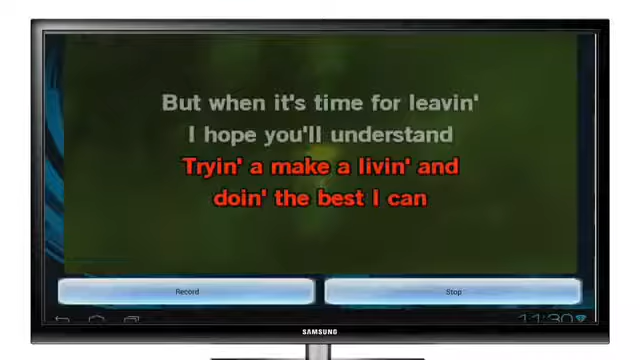 But when it's time for leavin'
I hope you'll understand
Tryin' a make a livin' and
doin' the best I can
Record
Stop
11:30
SAMSUNG